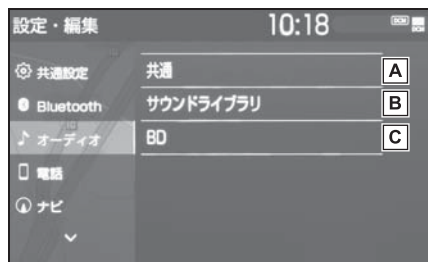 設定・編集
10:18
DCM
共通設定
Bluetooth
オーディオ
電話
ナビ
共通 A
サウンドライブラリ B
BD C